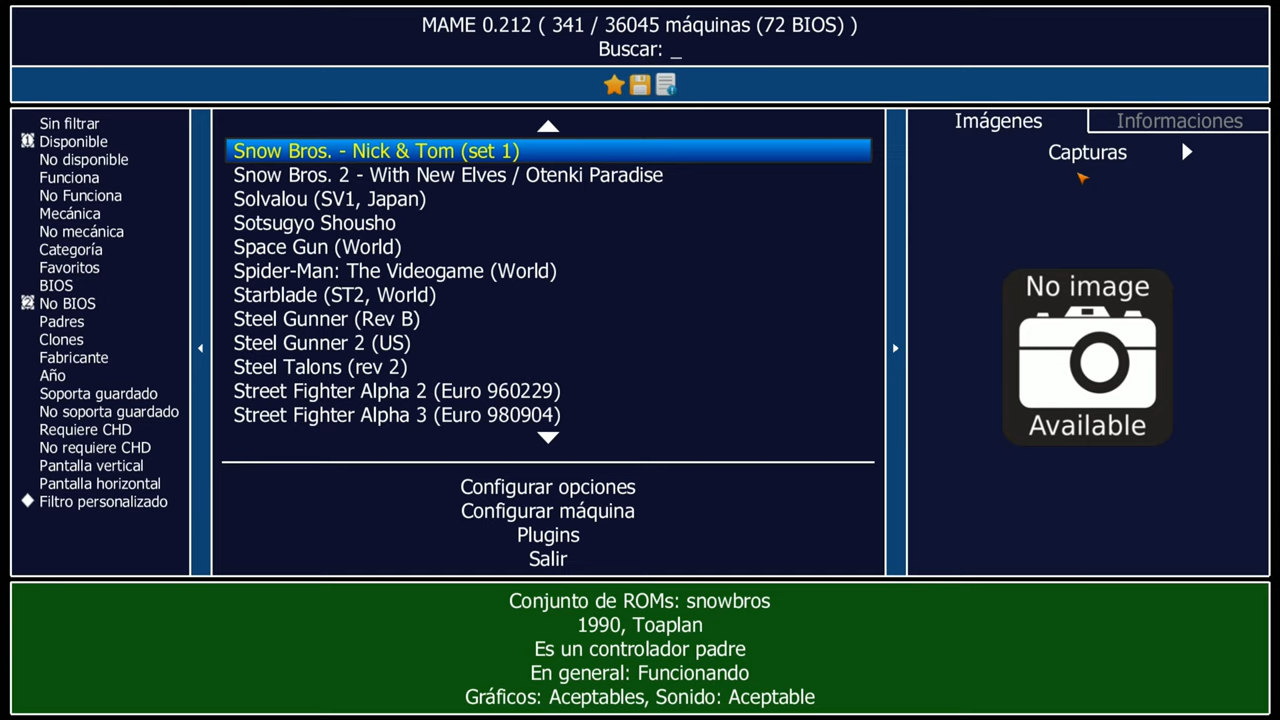 MAME 0.212 ( 341 / 36045 máquinas (72 BIOS) )
Buscar: _
Sin filtrar
Disponible
No disponible
Funciona
No Funciona
Mecánica
No mecánica
Categoría
Favoritos
BIOS
No BIOS
Padres
Clones
Fabricante
Año
Soporta guardado
No soporta guardado
Requiere CHD
No requiere CHD
Pantalla vertical
Pantalla horizontal
Filtro personalizado
Snow Bros. - Nick & Tom (set 1)
Snow Bros. 2 - With New Elves / Otenki Paradise
Solvalou (SV1, Japan)
Sotsugyo Shousho
Space Gun (World)
Spider-Man: The Videogame (World)
Starblade (ST2, World)
Steel Gunner (Rev B)
Steel Gunner 2 (US)
Steel Talons (rev 2)
Street Fighter Alpha 2 (Euro 960229)
Street Fighter Alpha 3 (Euro 980904)
Configurar opciones
Configurar máquina
Plugins
Salir
Imágenes
Informaciones
Capturas
No image
Available
Conjunto de ROMs: snowbros
1990, Toaplan
Es un controlador padre
En general: Funcionando
Gráficos: Aceptables, Sonido: Aceptable